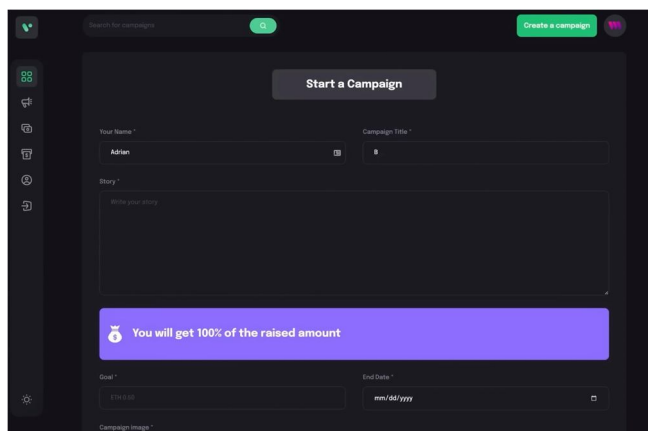 Search for campaigns
Create a campaign
Start a Campaign
Your Name *
Campaign Title *
Adrian
B
Story *
Write your story
You will get 100% of the raised amount
Goal *
End Date *
ETH 0.50
mm/dd/yyyy
Campaign image *